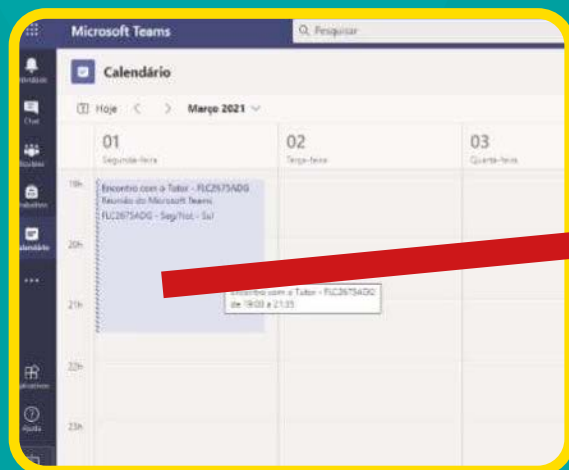 Microsoft Teams
Pesquisar
Calendário
Hoje
Março 2021
01
02
03
Segunda-feira
Terça-feira
Quarta-feira
Chat
19h
Encontro com o Tutor - FLC2675ADG
Reunião do Microsoft Teams
FLC2675ADG - Seg/Not - Sul
20h
Calendário
Encontro com o Tutor - FLC2675ADG
de 19:00 a 21:35
21h
22h
Ajuda
23h